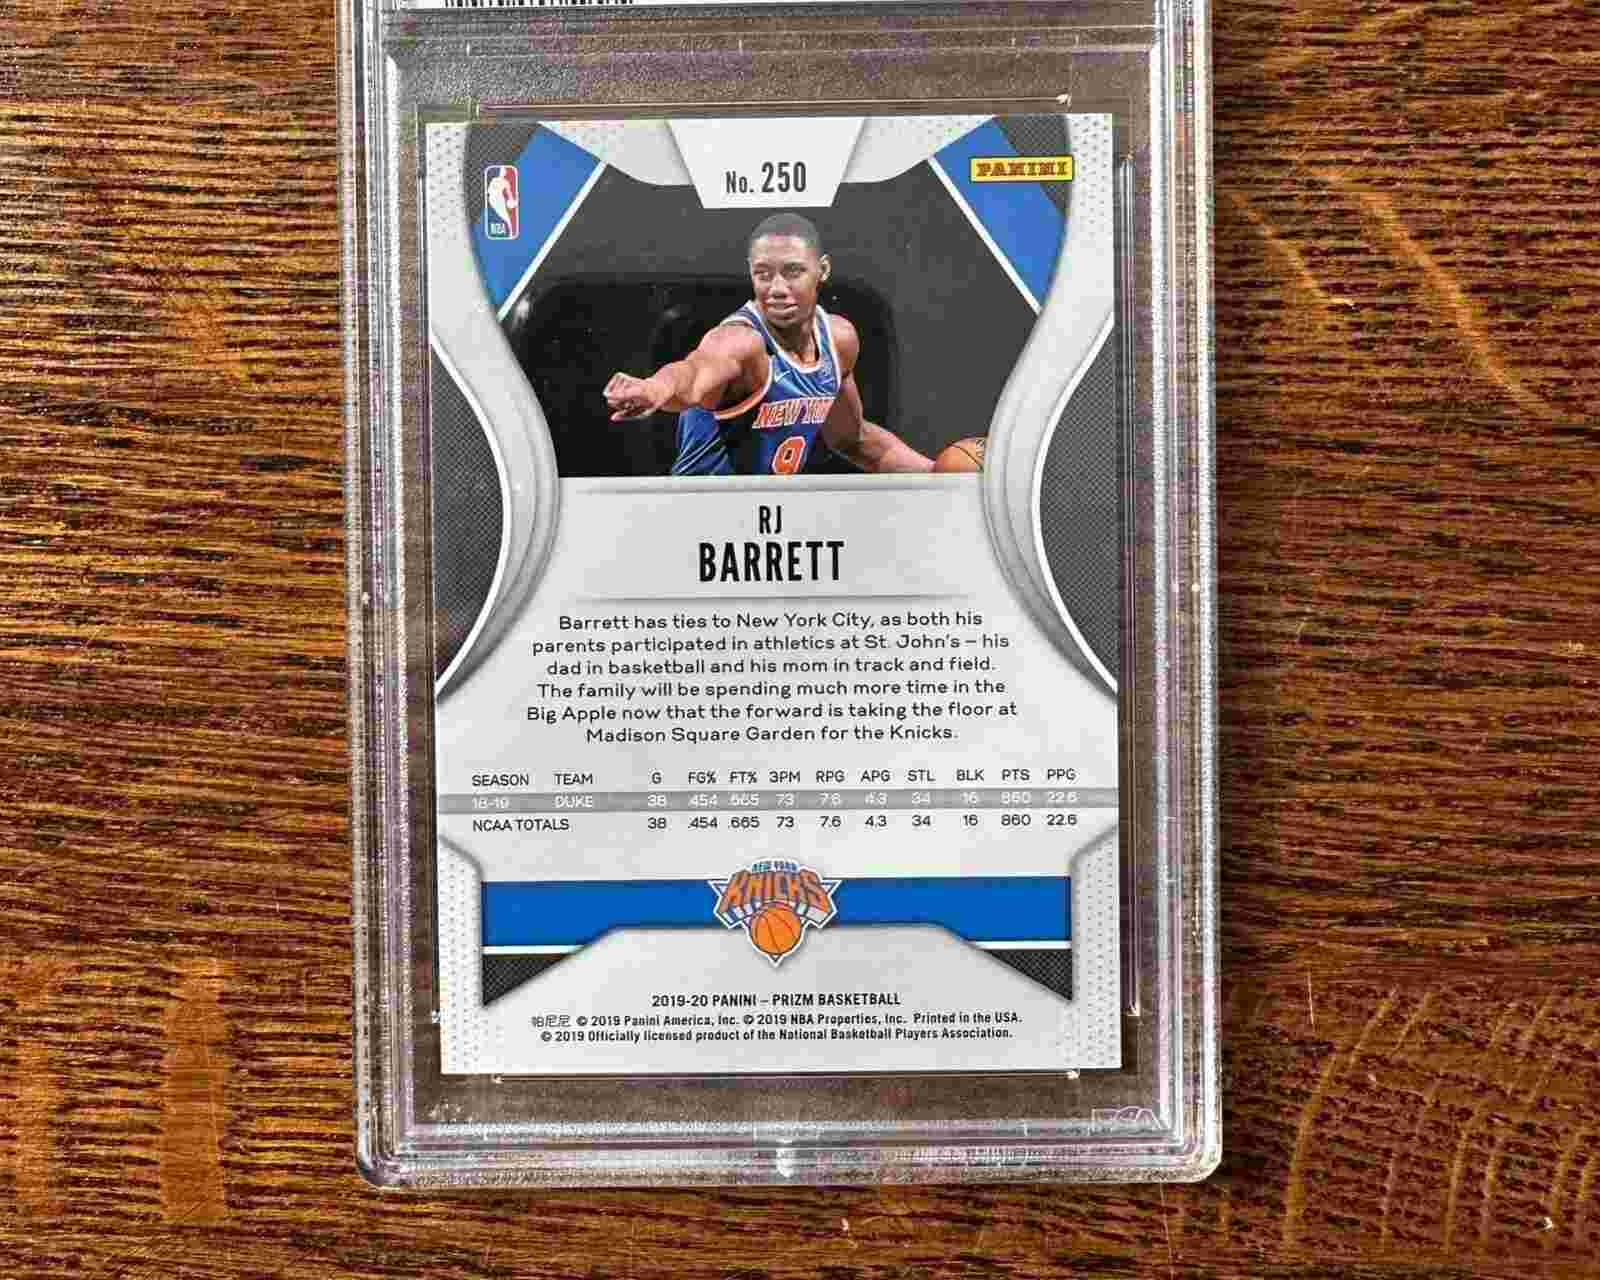 No. 250
PANINI
NBA
NEW YORK
9
RJ
BARRETT
Barrett has ties to New York City, as both his
parents participated in athletics at St. John's – his
dad in basketball and his mom in track and field.
The family will be spending much more time in the
Big Apple now that the forward is taking the floor at
Madison Square Garden for the Knicks.
SEASON TEAM G FG% FT% 3PM RPG APG STL BLK PTS PPG
18-19 DUKE 38 .454 .665 73 7.6 4.3 34 16 860 22.6
NCAA TOTALS 38 .454 .665 73 7.6 4.3 34 16 860 22.6
NEW YORK
KNICKS
2019-20 PANINI – PRIZM BASKETBALL
帕尼尼 © 2019 Panini America, Inc. © 2019 NBA Properties, Inc. Printed in the USA.
© 2019 Officially licensed product of the National Basketball Players Association.
PSA